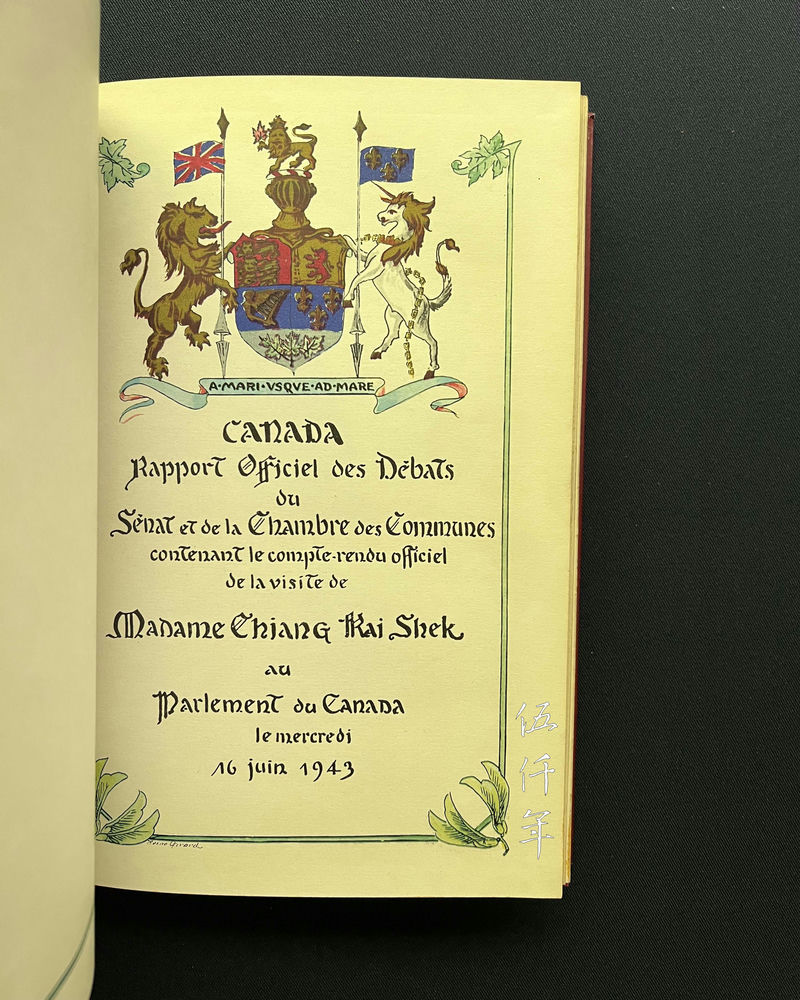 A·MARI·VSQVE·AD·MARE
CANADA
Rapport Officiel des Débats
du
Sénat et de la Chambre des Communes
contenant le compte-rendu officiel
de la visite de
Madame Chiang Kai Shek
au
Parlement du Canada
le mercredi
16 juin 1943
伍
仟
年